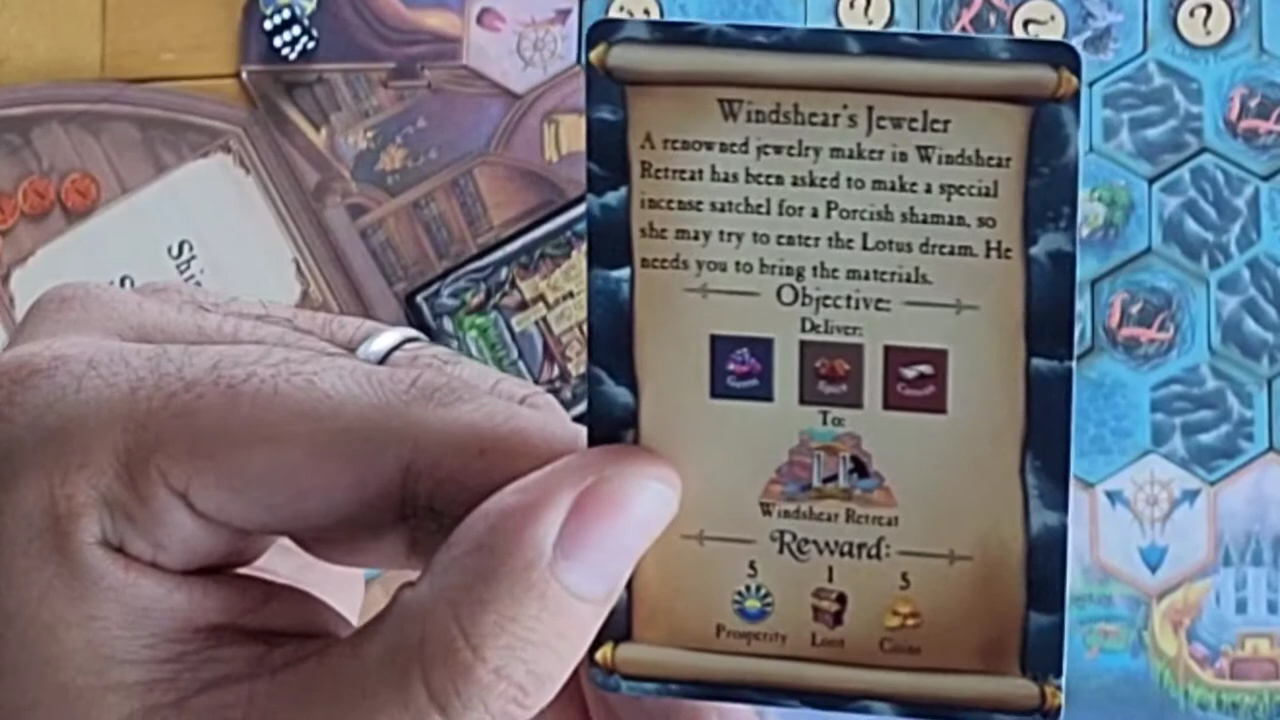 Windshear's Jeweler
A renowned jewelry maker in Windshear
Retreat has been asked to make a special
incense satchel for a Porcish shaman, so
she may try to enter the Lotus dream. He
needs you to bring the materials.
Objective:
Deliver:
To:
Windshear Retreat
Reward:
5 1 5
Prosperity Loot Coins
Shi
? ? ? ?